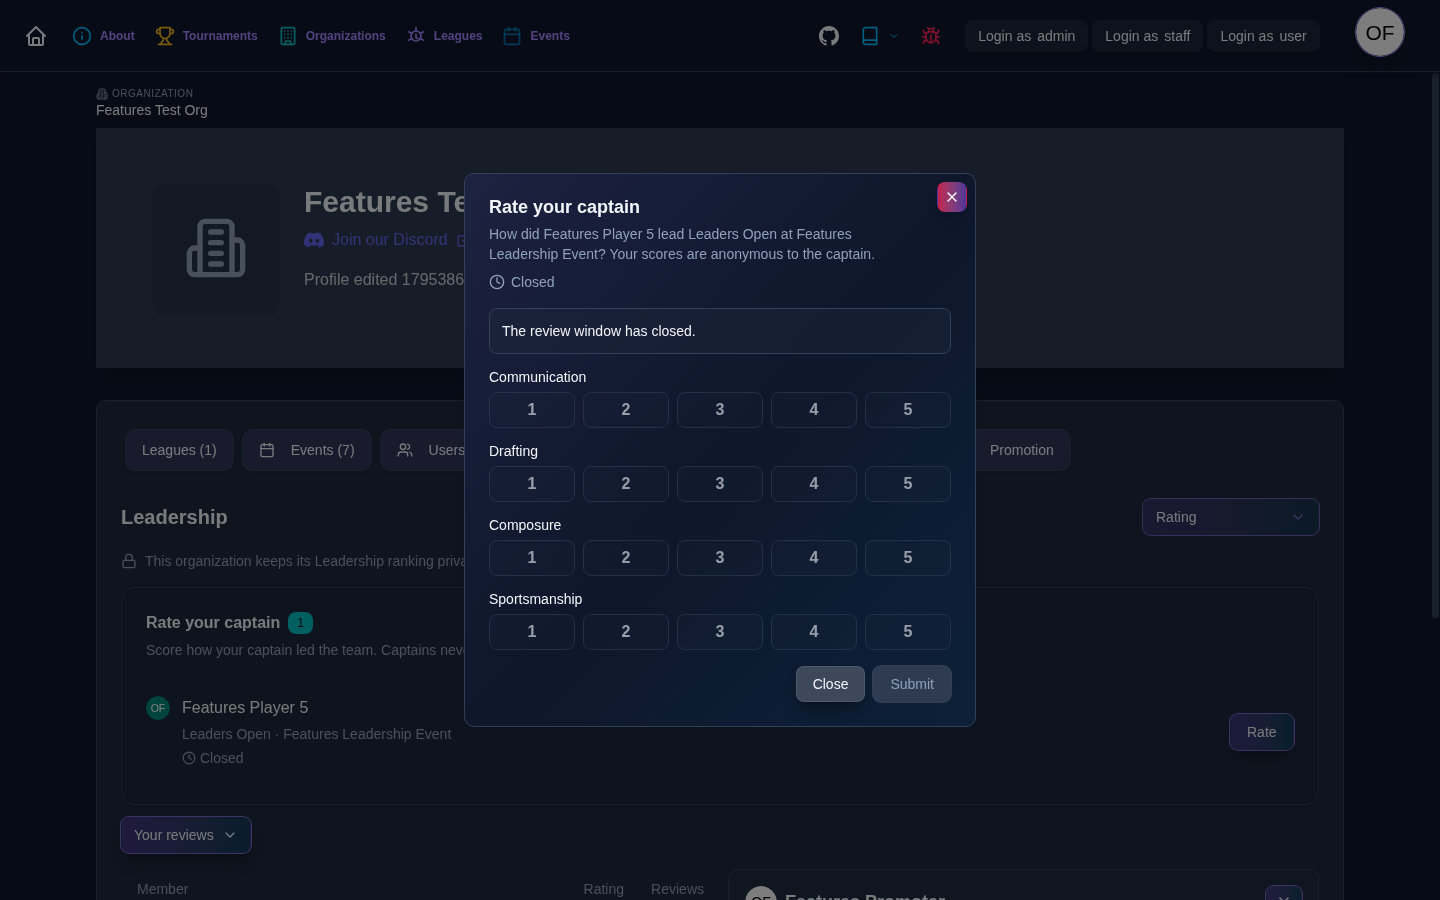 About
Tournaments
Organizations
Leagues
Events
Login as admin
Login as staff
Login as user
OF
ORGANIZATION
Features Test Org
Features Te
Join our Discord
Profile edited 1795386
Leagues (1)
Events (7)
Users
Promotion
Leadership
Rating
This organization keeps its Leadership ranking priva
Rate your captain 1
Score how your captain led the team. Captains nev
OF
Features Player 5
Leaders Open · Features Leadership Event
Closed
Rate
Your reviews
Member
Rating
Reviews
OF
Features Promoter
Rate your captain
How did Features Player 5 lead Leaders Open at Features
Leadership Event? Your scores are anonymous to the captain.
Closed
The review window has closed.
Communication
1 2 3 4 5
Drafting
1 2 3 4 5
Composure
1 2 3 4 5
Sportsmanship
1 2 3 4 5
Close
Submit